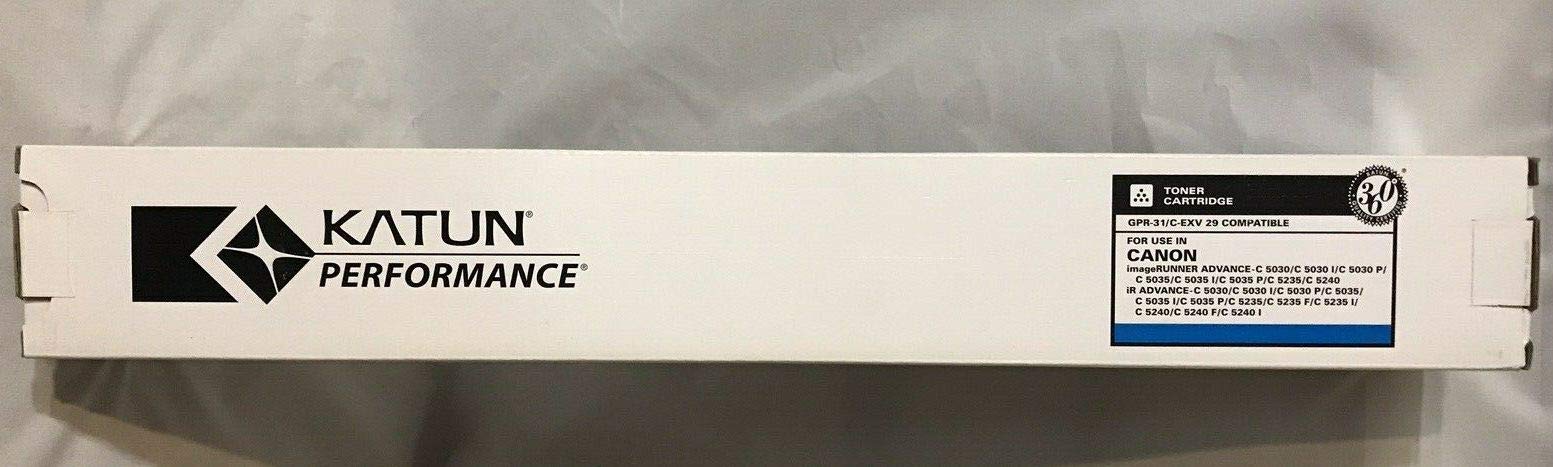 KATUN®
PERFORMANCE®
TONER
CARTRIDGE
360°
GPR-31/C-EXV 29 COMPATIBLE
FOR USE IN
CANON
imageRUNNER ADVANCE-C 5030/C 5030 I/C 5030 P/
C 5035/C 5035 I/C 5035 P/C 5235/C 5240
iR ADVANCE-C 5030/C 5030 I/C 5030 P/C 5035/
C 5035 I/C 5035 P/C 5235/C 5235 F/C 5235 I/
C 5240/C 5240 F/C 5240 I